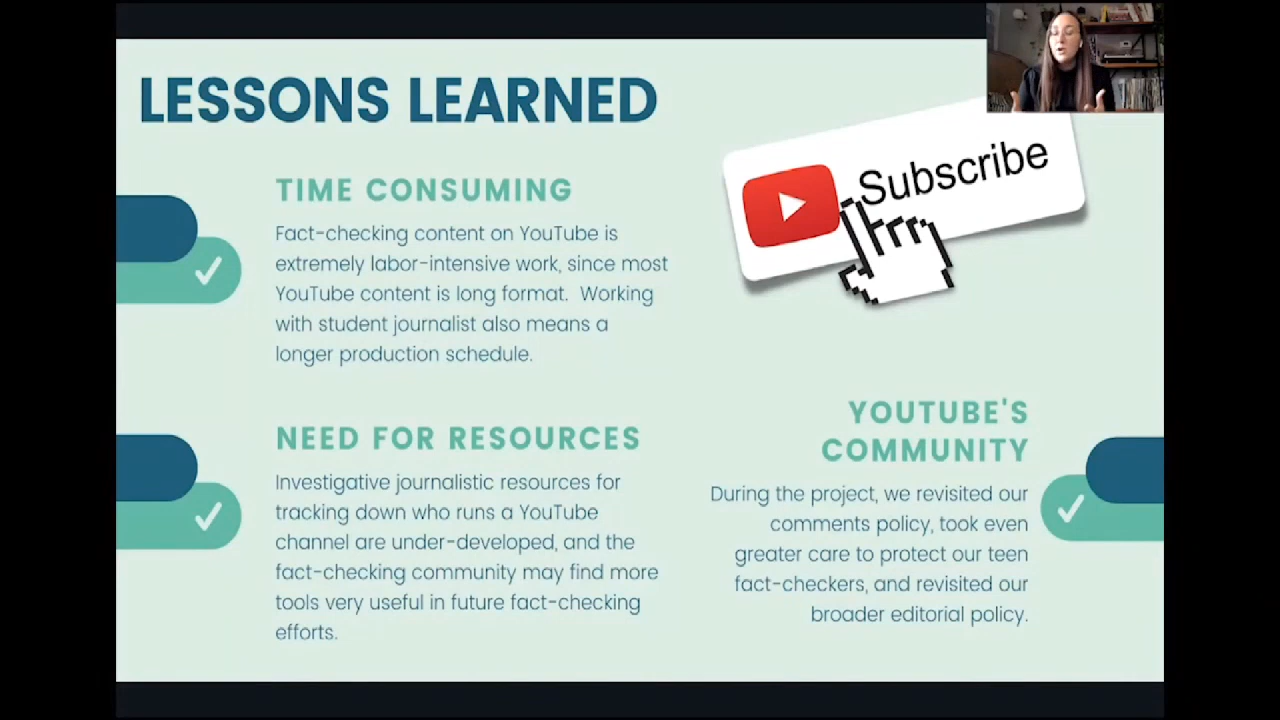 LESSONS LEARNED
Subscribe
TIME CONSUMING
Fact-checking content on YouTube is
extremely labor-intensive work, since most
YouTube content is long format.  Working
with student journalist also means a
longer production schedule.
NEED FOR RESOURCES
Investigative journalistic resources for
tracking down who runs a YouTube
channel are under-developed, and the
fact-checking community may find more
tools very useful in future fact-checking
efforts.
YOUTUBE'S
COMMUNITY
During the project, we revisited our
comments policy, took even
greater care to protect our teen
fact-checkers, and revisited our
broader editorial policy.